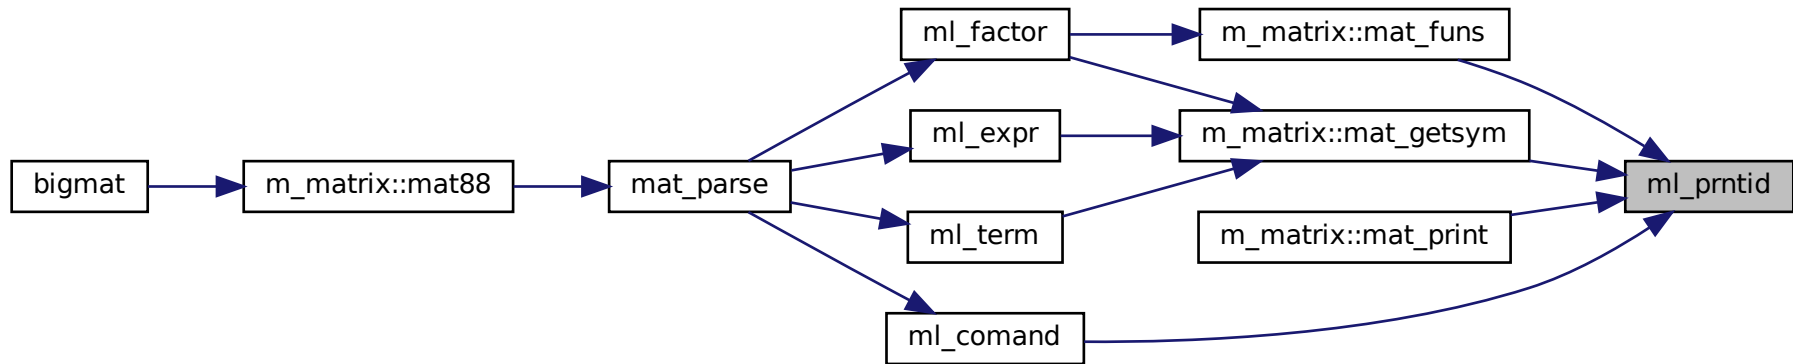 ml_factor
m_matrix::mat_funs
ml_expr
m_matrix::mat_getsym
bigmat
m_matrix::mat88
mat_parse
ml_prntid
ml_term
m_matrix::mat_print
ml_comand